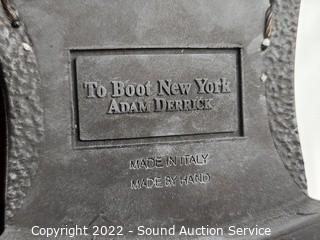 To Boot New York
ADAM DERRICK
MADE IN ITALY
MADE BY HAND
Copyright 2022 - Sound Auction Service